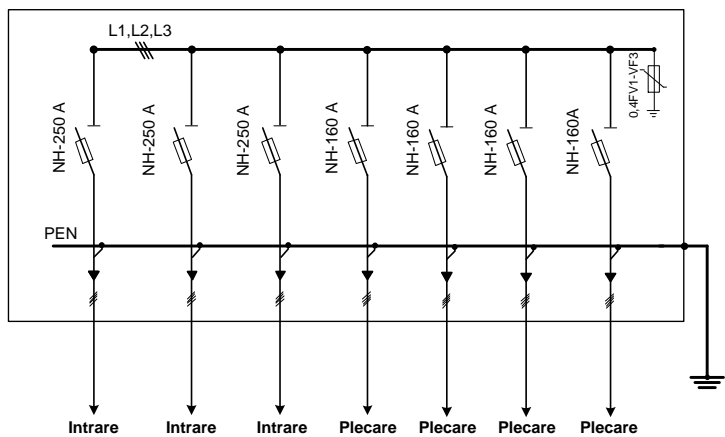 L1,L2,L3
0,4FV1-VF3
NH-250 A
NH-250 A
NH-250 A
NH-160 A
NH-160 A
NH-160 A
NH-160A
PEN
Intrare
Intrare
Intrare
Plecare
Plecare
Plecare
Plecare